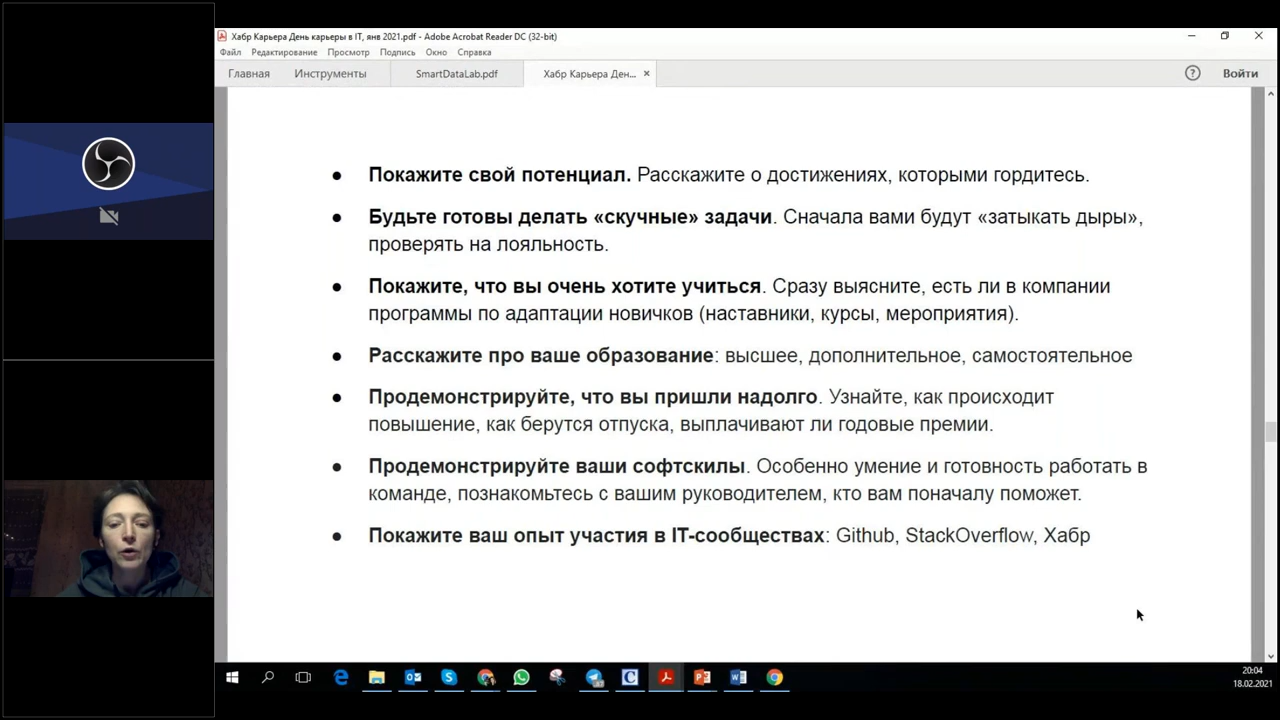 Хабр Карьера День карьеры в IT, янв 2021.pdf - Adobe Acrobat Reader DC (32-bit)
Файл Редактирование Просмотр Подпись Окно Справка
Главная Инструменты SmartDataLab.pdf Хабр Карьера Ден... × ? Войти
● Покажите свой потенциал. Расскажите о достижениях, которыми гордитесь.
● Будьте готовы делать «скучные» задачи. Сначала вами будут «затыкать дыры»,
проверять на лояльность.
● Покажите, что вы очень хотите учиться. Сразу выясните, есть ли в компании
программы по адаптации новичков (наставники, курсы, мероприятия).
● Расскажите про ваше образование: высшее, дополнительное, самостоятельное
● Продемонстрируйте, что вы пришли надолго. Узнайте, как происходит
повышение, как берутся отпуска, выплачивают ли годовые премии.
● Продемонстрируйте ваши софтскилы. Особенно умение и готовность работать в
команде, познакомьтесь с вашим руководителем, кто вам поначалу поможет.
● Покажите ваш опыт участия в IT-сообществах: Github, StackOverflow, Хабр
20:04
18.02.2021